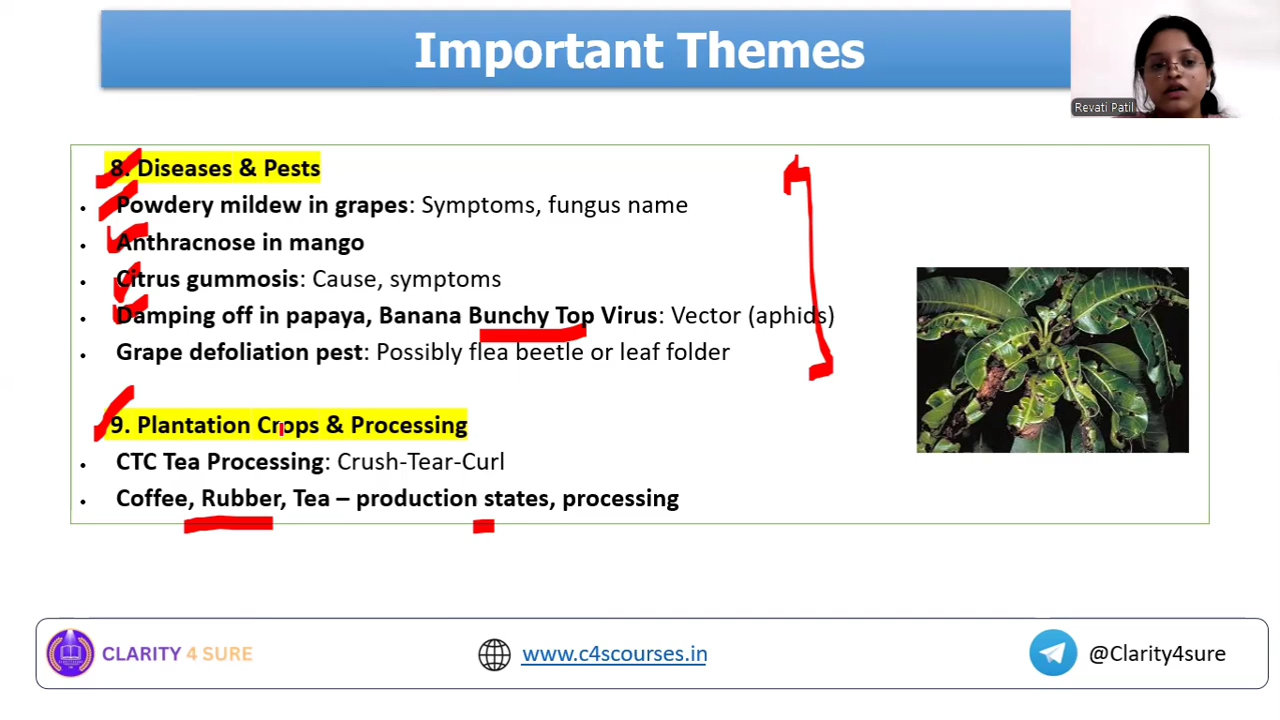 Important Themes
Revati Patil
8. Diseases & Pests
• Powdery mildew in grapes: Symptoms, fungus name
• Anthracnose in mango
• Citrus gummosis: Cause, symptoms
• Damping off in papaya, Banana Bunchy Top Virus: Vector (aphids)
• Grape defoliation pest: Possibly flea beetle or leaf folder
9. Plantation Crops & Processing
• CTC Tea Processing: Crush-Tear-Curl
• Coffee, Rubber, Tea – production states, processing
CLARITY 4 SURE
www.c4scourses.in
@Clarity4sure